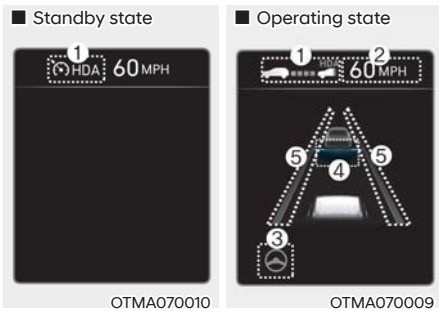 ■ Standby state
① HDA 60 MPH
OTMA070010
■ Operating state
① HDA ② 60 MPH
⑤ ⑤
④
③
OTMA070009